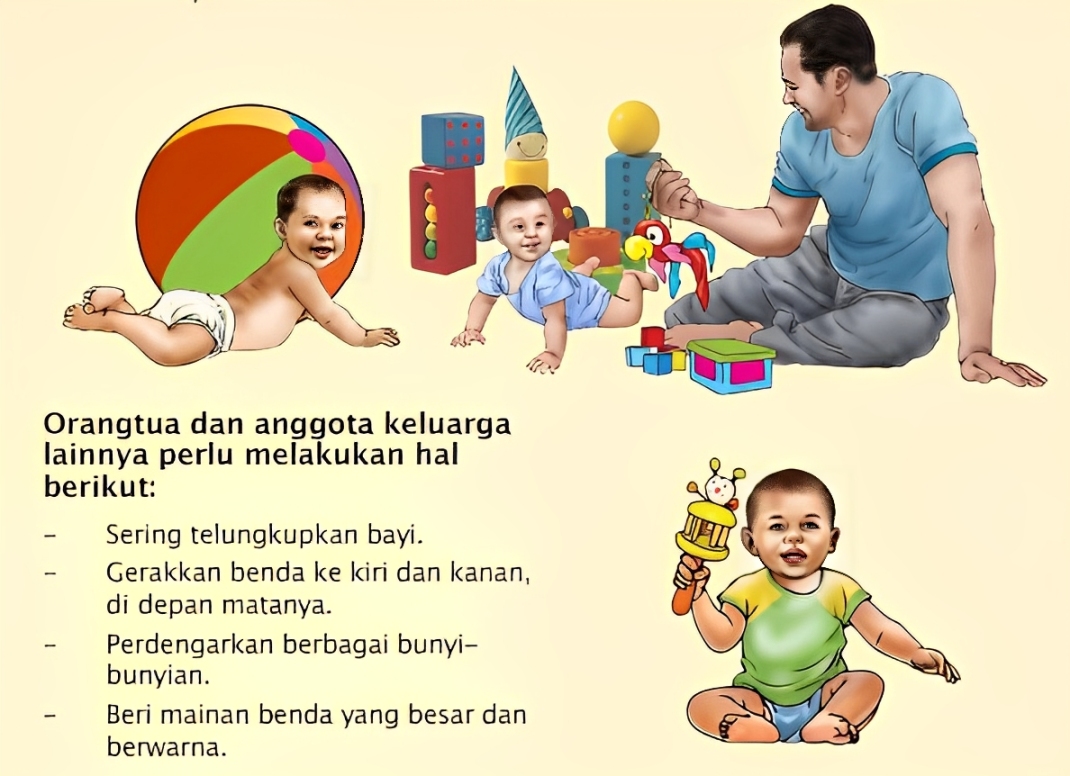 Orangtua dan anggota keluarga
lainnya perlu melakukan hal
berikut:
– Sering telungkupkan bayi.
– Gerakkan benda ke kiri dan kanan,
di depan matanya.
– Perdengarkan berbagai bunyi–
bunyian.
– Beri mainan benda yang besar dan
berwarna.